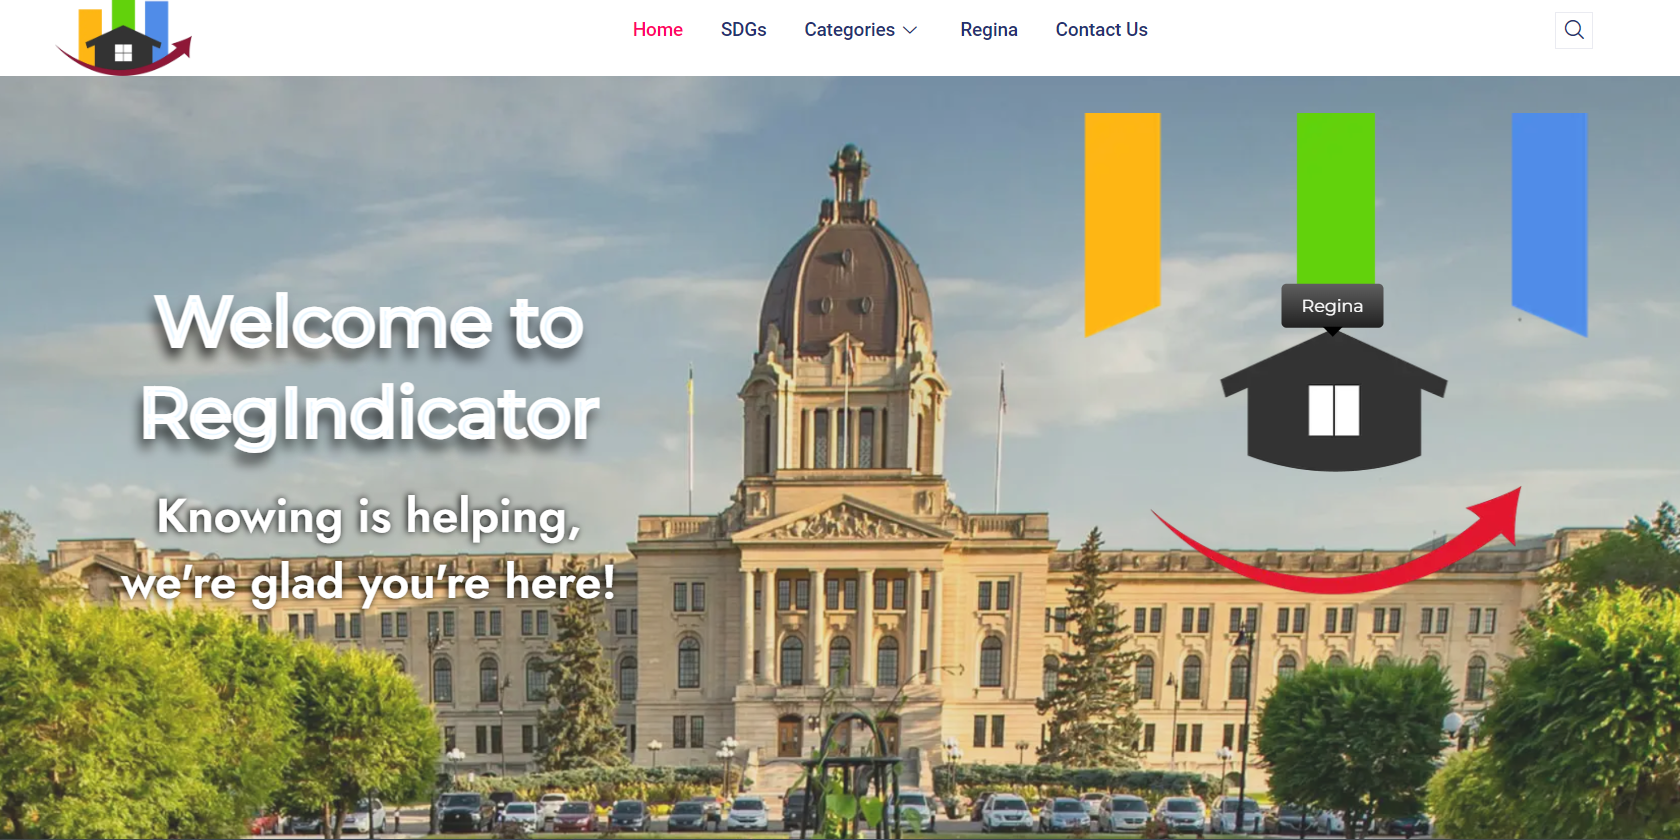 Home SDGs Categories Regina Contact Us
Regina
Welcome to
RegIndicator
Knowing is helping,
we're glad you're here!